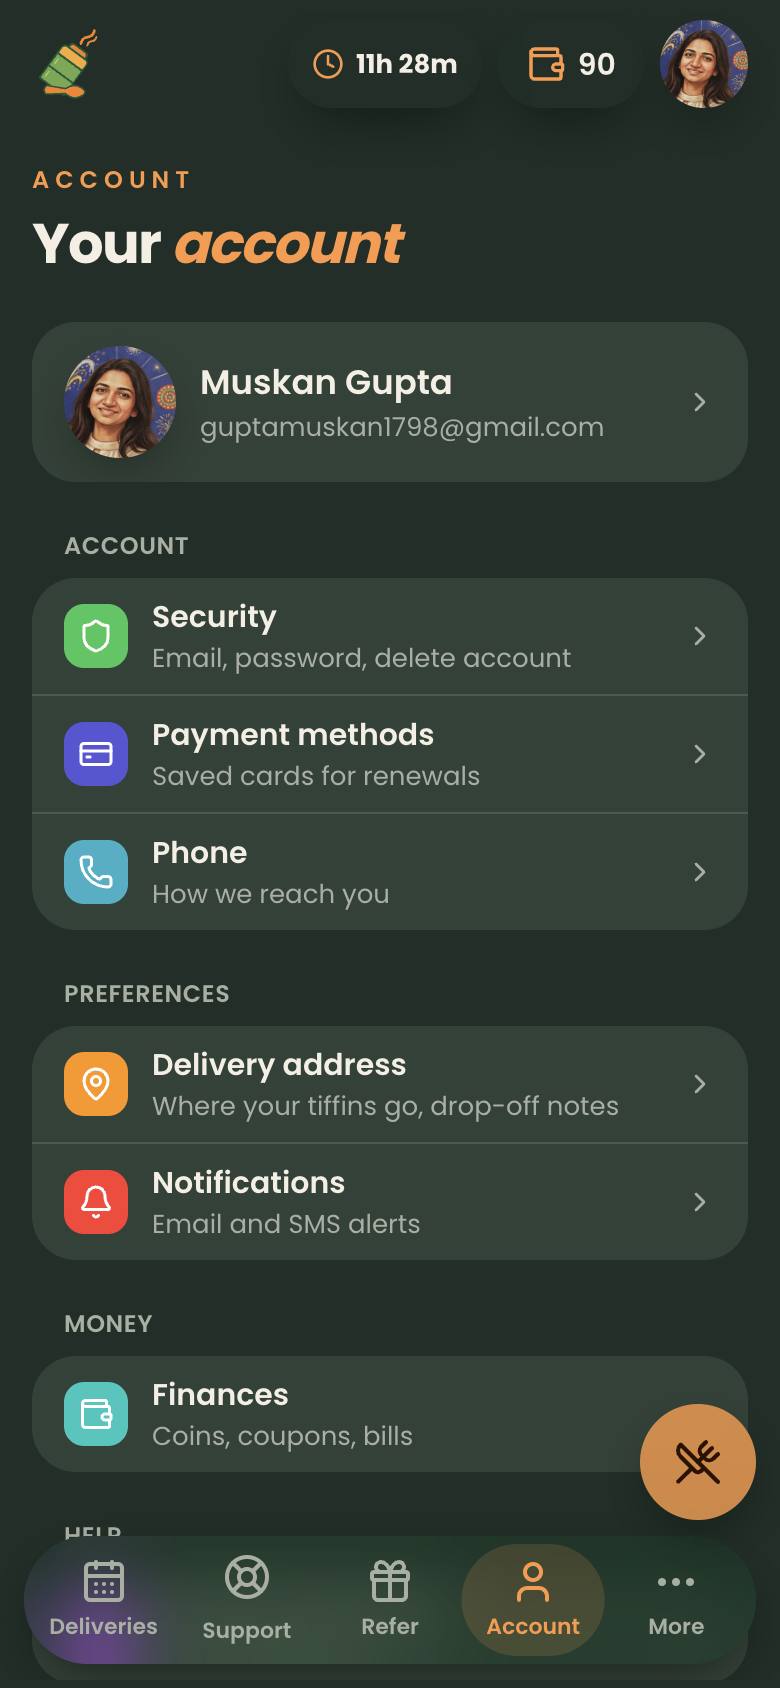 11h 28m
90
ACCOUNT
Your account
Muskan Gupta
guptamuskan1798@gmail.com
ACCOUNT
Security
Email, password, delete account
Payment methods
Saved cards for renewals
Phone
How we reach you
PREFERENCES
Delivery address
Where your tiffins go, drop-off notes
Notifications
Email and SMS alerts
MONEY
Finances
Coins, coupons, bills
HELP
Deliveries
Support
Refer
Account
More